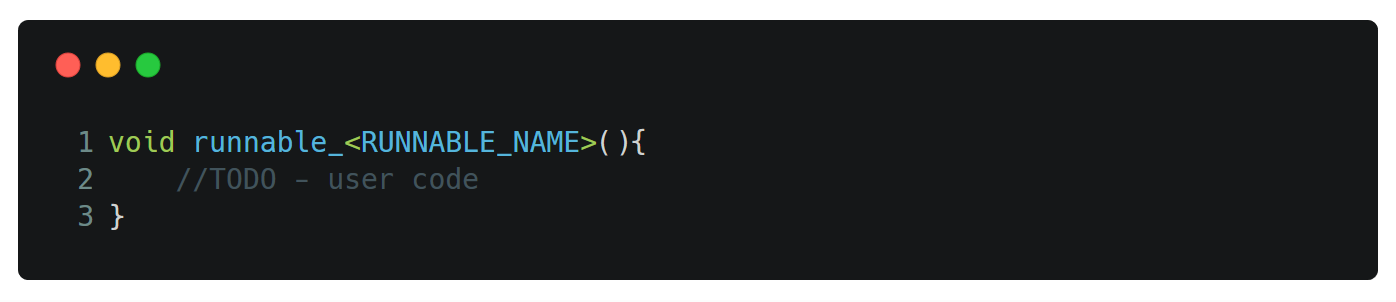 1 void runnable_<RUNNABLE_NAME>(){
2     //TODO - user code
3 }